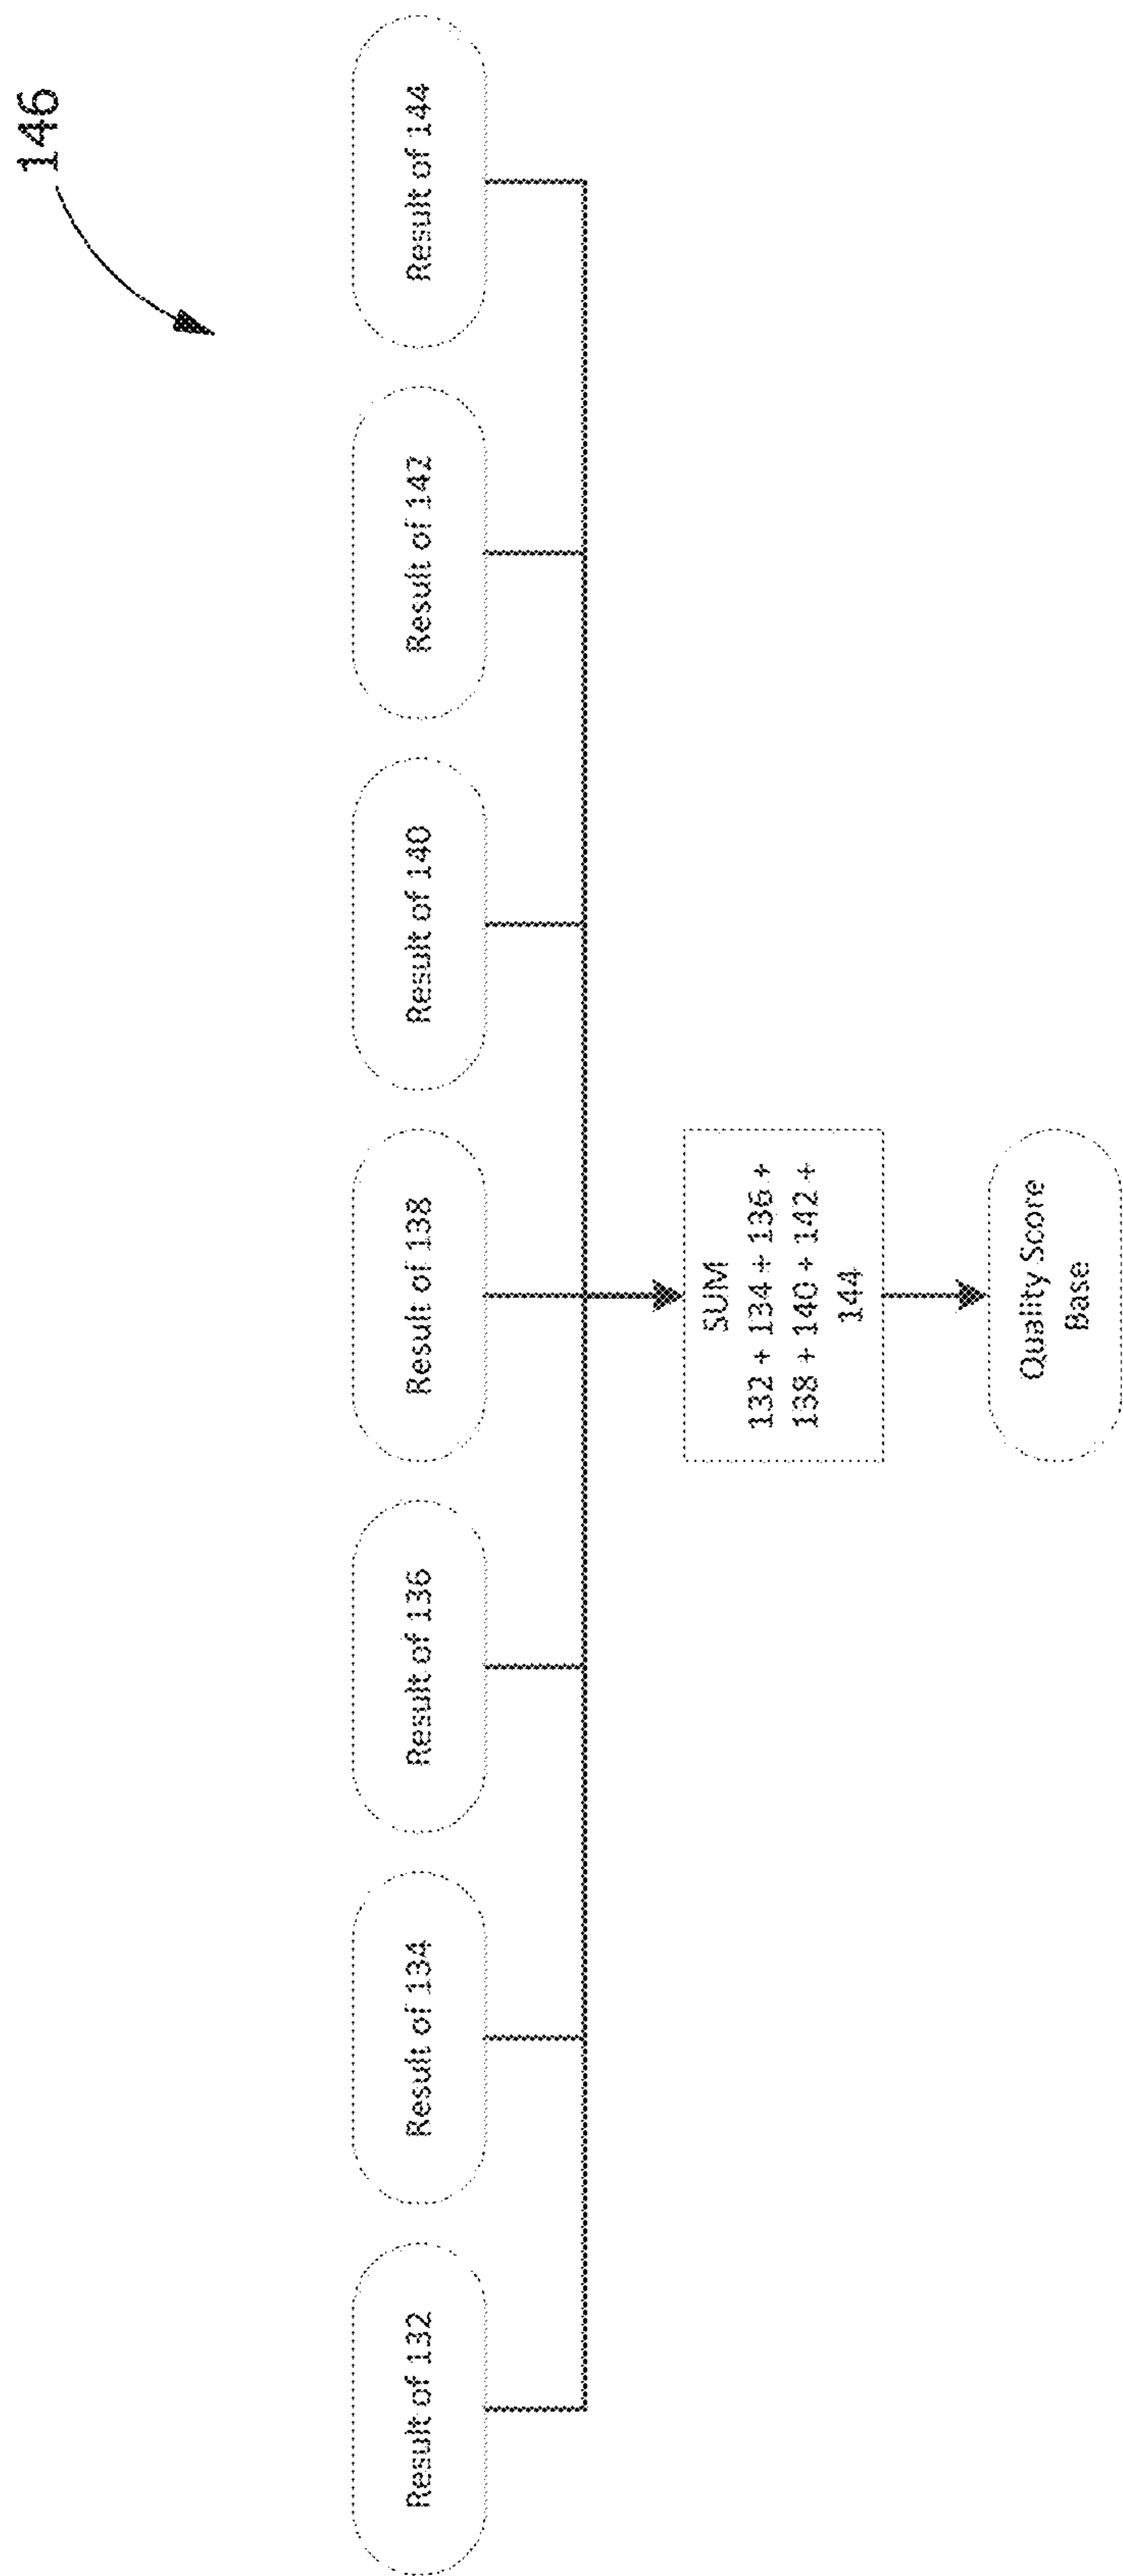 146
Result of 132
Result of 134
Result of 136
Result of 138
Result of 140
Result of 142
Result of 144
SUM
132 + 134 + 136 +
138 + 140 + 142 +
144
Quality Score
Base